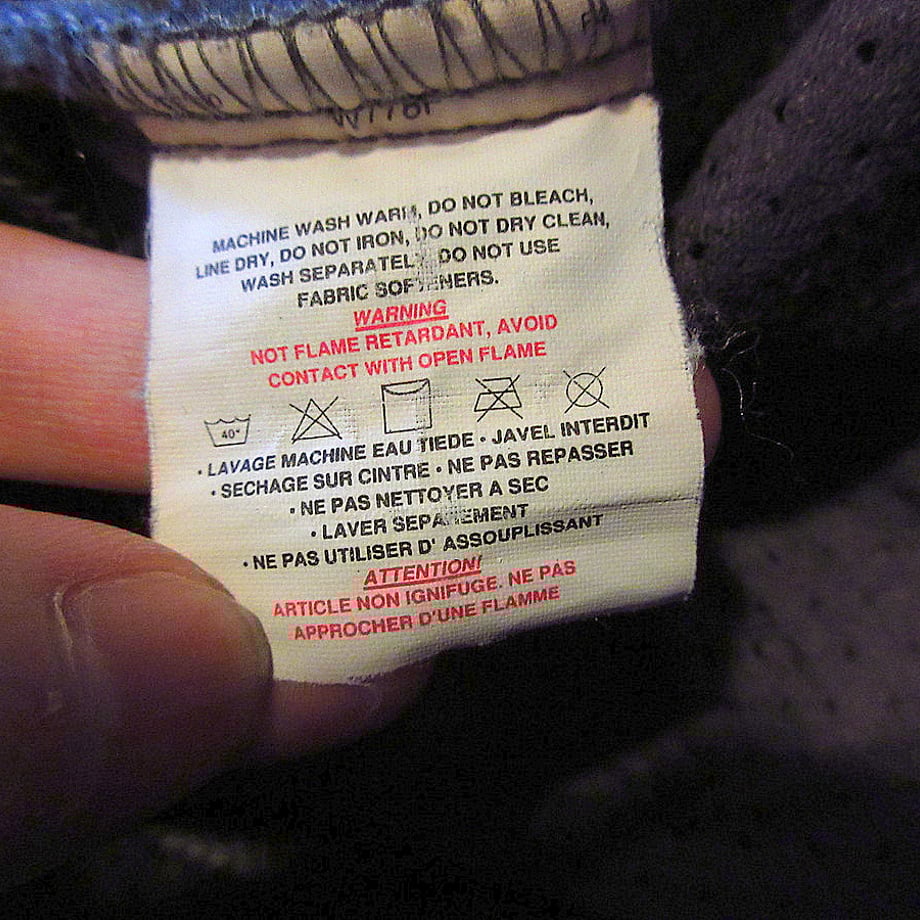 MACHINE WASH WARM, DO NOT BLEACH,
LINE DRY, DO NOT IRON, DO NOT DRY CLEAN,
WASH SEPARATELY DO NOT USE
FABRIC SOFTENERS.
WARNING
NOT FLAME RETARDANT, AVOID
CONTACT WITH OPEN FLAME
40°
• LAVAGE MACHINE EAU TIEDE • JAVEL INTERDIT
• SECHAGE SUR CINTRE • NE PAS REPASSER
• NE PAS NETTOYER A SEC
• LAVER SEPAREMENT
• NE PAS UTILISER D' ASSOUPLISSANT
ATTENTION!
ARTICLE NON IGNIFUGE. NE PAS
APPROCHER D'UNE FLAMME